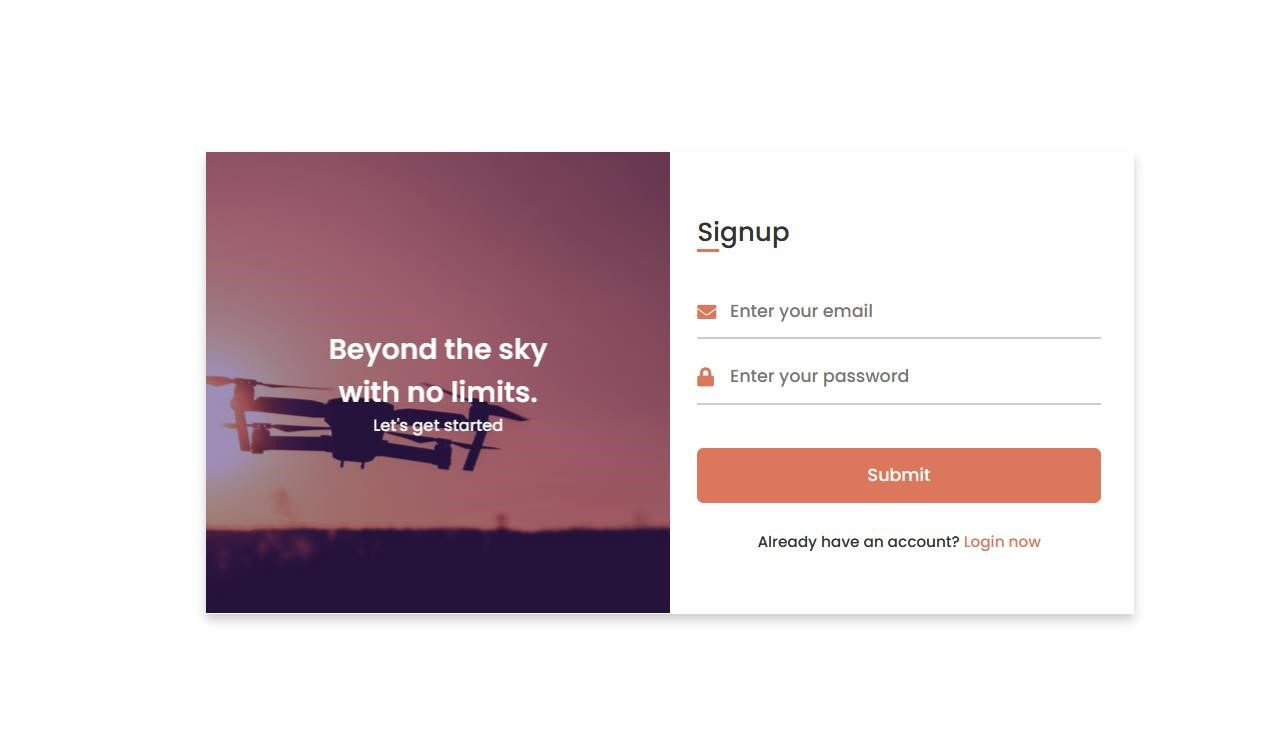 Beyond the sky
with no limits.
Let's get started
Signup
Enter your email
Enter your password
Submit
Already have an account? Login now